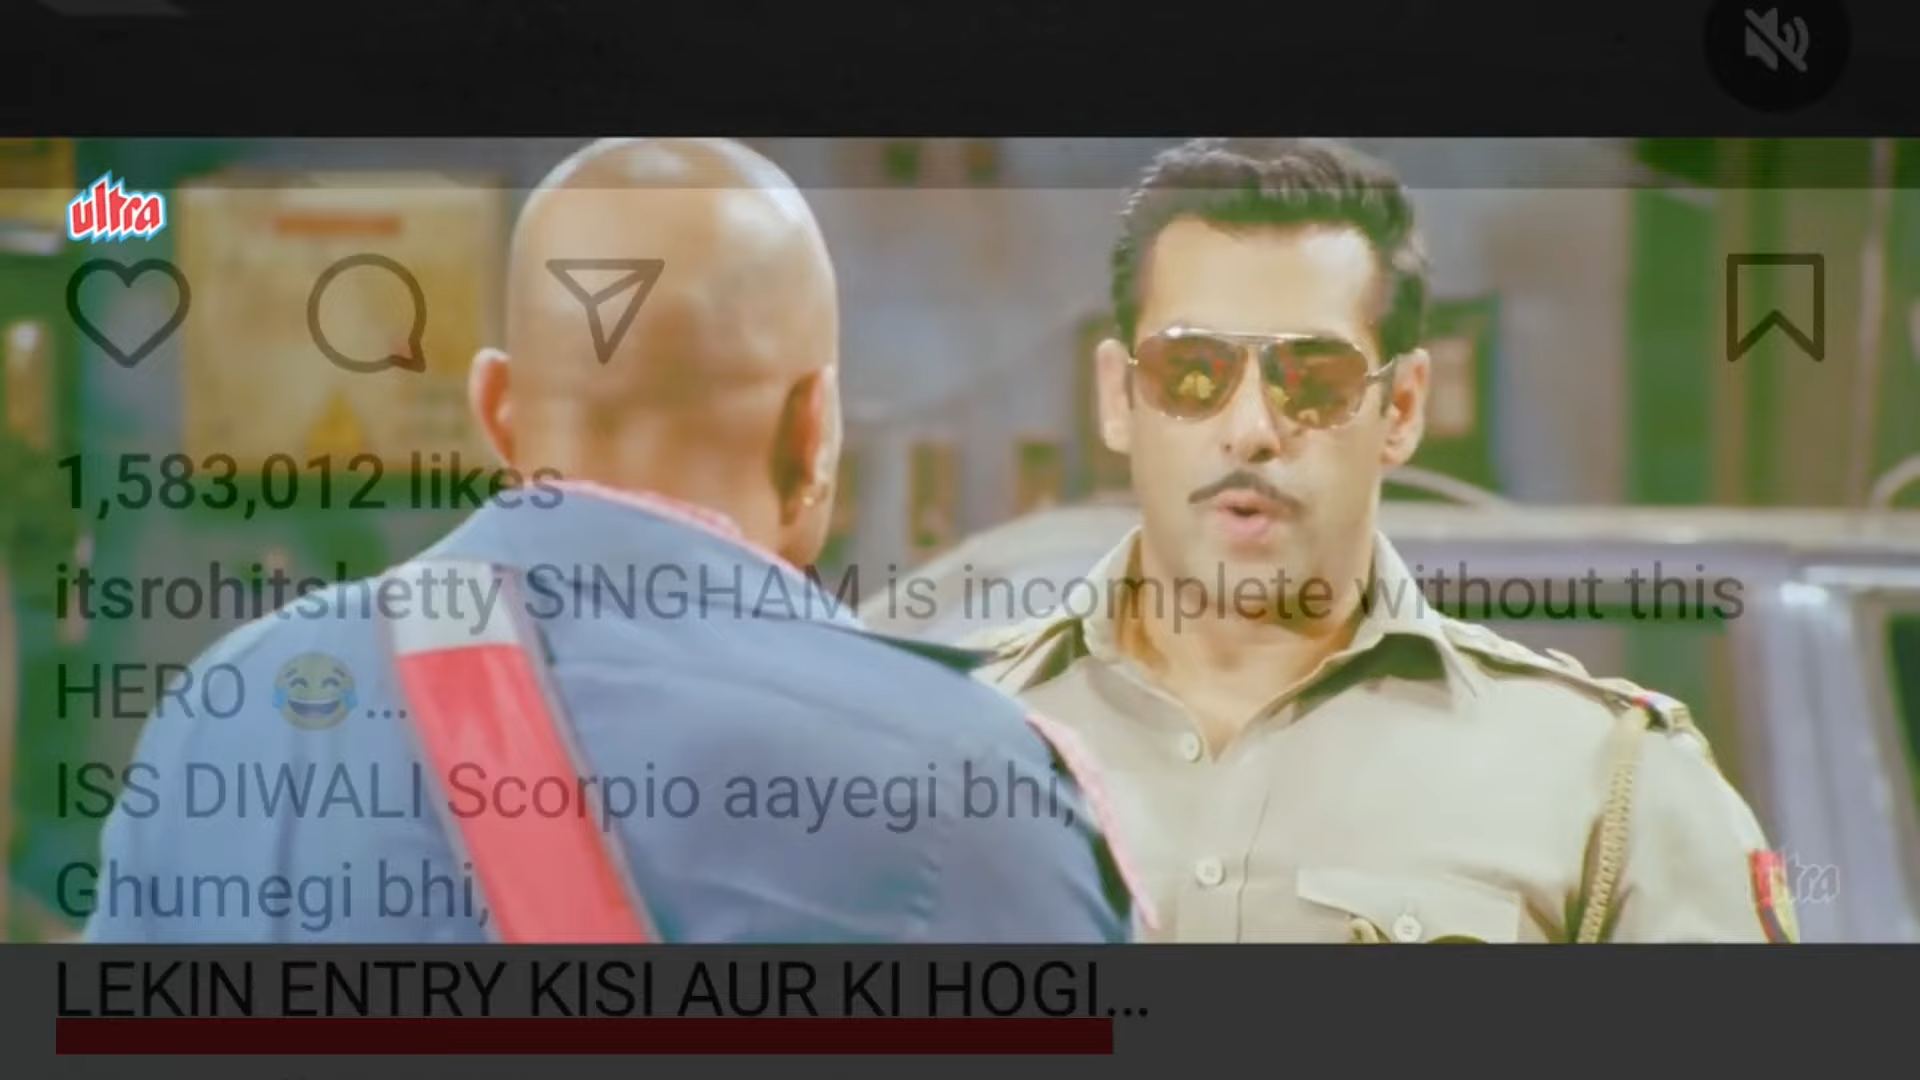 ultra
1,583,012 likes
itsrohitshetty SINGHAM is incomplete without this
HERO 😂...
ISS DIWALI Scorpio aayegi bhi,
Ghumegi bhi,
ultra
LEKIN ENTRY KISI AUR KI HOGI...